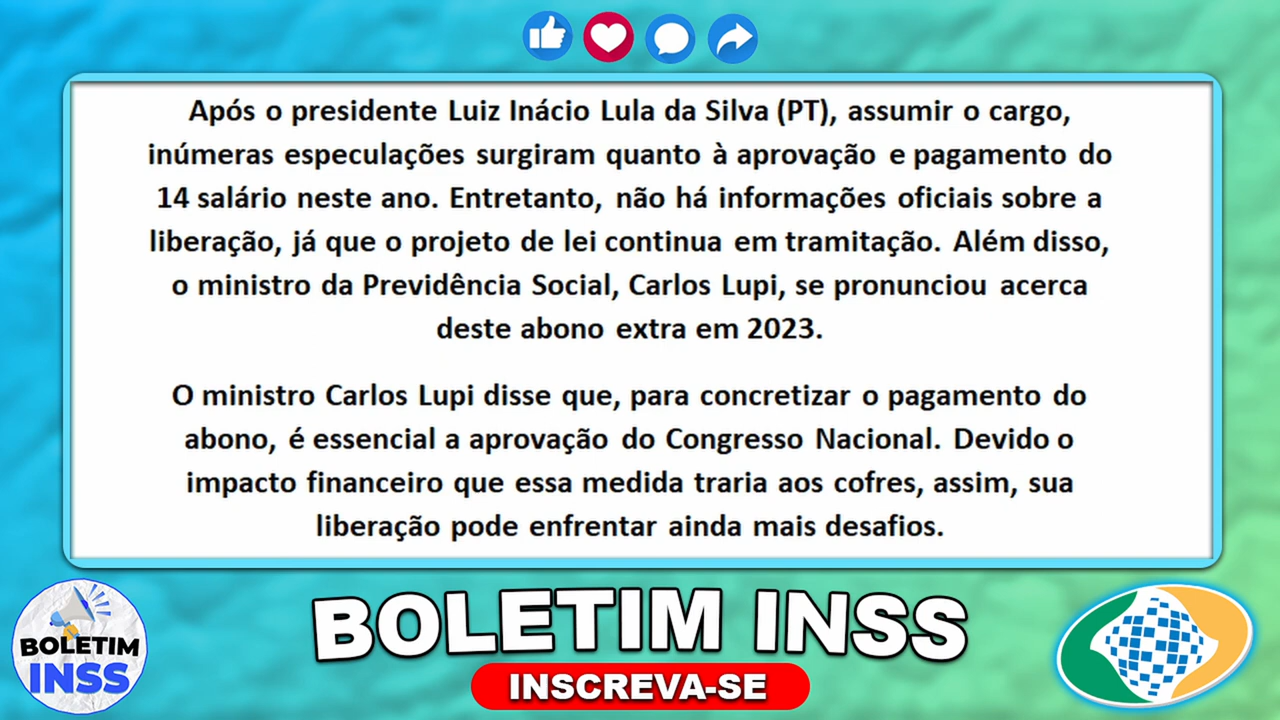 Após o presidente Luiz Inácio Lula da Silva (PT), assumir o cargo,
inúmeras especulações surgiram quanto à aprovação e pagamento do
14 salário neste ano. Entretanto, não há informações oficiais sobre a
liberação, já que o projeto de lei continua em tramitação. Além disso,
o ministro da Previdência Social, Carlos Lupi, se pronunciou acerca
deste abono extra em 2023.
O ministro Carlos Lupi disse que, para concretizar o pagamento do
abono, é essencial a aprovação do Congresso Nacional. Devido o
impacto financeiro que essa medida traria aos cofres, assim, sua
liberação pode enfrentar ainda mais desafios.
BOLETIM
INSS
BOLETIM INSS
INSCREVA-SE